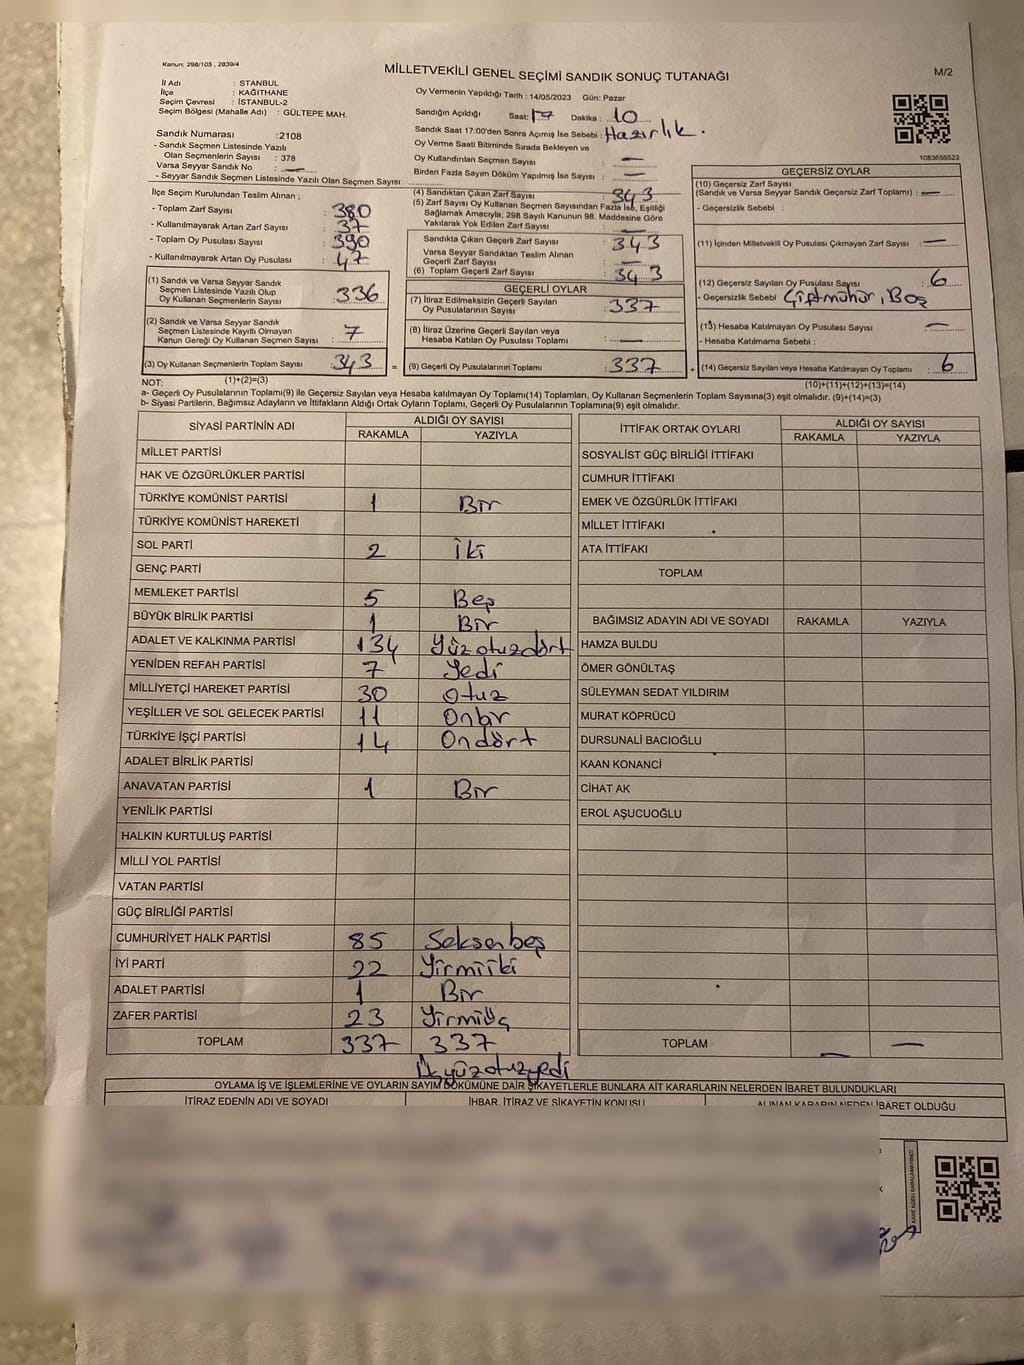 Kanun; 298/105 , 2839/4
MİLLETVEKİLİ GENEL SEÇİMİ SANDIK SONUÇ TUTANAĞI
M/2
İl Adı : STANBUL
İlçe : KAĞITHANE
Seçim Çevresi : İSTANBUL-2
Seçim Bölgesi (Mahalle Adı) : GÜLTEPE MAH.
Sandık Numarası :2108
- Sandık Seçmen Listesinde Yazılı
Olan Seçmenlerin Sayısı : 378
Varsa Seyyar Sandık No : —
- Seyyar Sandık Seçmen Listesinde Yazılı Olan Seçmen Sayısı
İlçe Seçim Kurulundan Teslim Alınan ;
- Toplam Zarf Sayısı : 380
- Kullanılmayarak Artan Zarf Sayısı : 37
- Toplam Oy Pusulası Sayısı : 390
- Kullanılmayarak Artan Oy Pusulası : 47
(1) Sandık ve Varsa Seyyar Sandık
Seçmen Listesinde Yazılı Olup
Oy Kullanan Seçmenlerin Sayısı : 336
(2) Sandık ve Varsa Seyyar Sandık
Seçmen Listesinde Kayıtlı Olmayan
Kanun Gereği Oy Kullanan Seçmen Sayısı : 7
(3) Oy Kullanan Seçmenlerin Toplam Sayısı : 343 =
Oy Vermenin Yapıldığı Tarih : 14/05/2023 Gün: Pazar
Sandığın Açıldığı Saat: 17 Dakika : 10
Sandık Saat 17:00'den Sonra Açımış İse Sebebi : Hazırlık.
Oy Verme Saati Bitiminde Sırada Bekleyen ve
Oy Kullandırılan Seçmen Sayısı : —
Birden Fazla Sayım Döküm Yapılmış İse Sayısı : —
(4) Sandıktan Çıkan Zarf Sayısı : 343
(5) Zarf Sayısı Oy Kullanan Seçmen Sayısından Fazla İse, Eşitliği
Sağlamak Amacıyla; 298 Sayılı Kanunun 98. Maddesine Göre
Yakılarak Yok Edilen Zarf Sayısı : —
Sandıkta Çıkan Geçerli Zarf Sayısı : 343
Varsa Seyyar Sandıktan Teslim Alınan
Geçerli Zarf Sayısı : —
(6) Toplam Geçerli Zarf Sayısı : 343
GEÇERLİ OYLAR
(7) İtiraz Edilmeksizin Geçerli Sayılan
Oy Pusulalarının Sayısı : 337
(8) İtiraz Üzerine Geçerli Sayılan veya
Hesaba Katılan Oy Pusulası Toplamı : —
(9) Geçerli Oy Pusulalarının Toplamı : 337 +
1083656522
GEÇERSİZ OYLAR
(10) Geçersiz Zarf Sayısı
(Sandık ve Varsa Seyyar Sandık Geçersiz Zarf Toplamı) : —
- Geçersizlik Sebebi :
(11) İçinden Milletvekili Oy Pusulası Çıkmayan Zarf Sayısı : —
(12) Geçersiz Sayılan Oy Pusulası Sayısı : 6
- Geçersizlik Sebebi Çiftmühür, Boş
(13) Hesaba Katılmayan Oy Pusulası Sayısı : —
- Hesaba Katılmama Sebebi :
(14) Geçersiz Sayılan veya Hesaba Katılmayan Oy Toplamı : 6
NOT: (1)+(2)=(3) (10)+(11)+(12)+(13)=(14)
a- Geçerli Oy Pusulalarının Toplamı(9) ile Geçersiz Sayılan veya Hesaba katılmayan Oy Toplamı(14) Toplamları, Oy Kullanan Seçmenlerin Toplam Sayısına(3) eşit olmalıdır. (9)+(14)=(3)
b- Siyasi Partilerin, Bağımsız Adayların ve İttifakların Aldığı Ortak Oyların Toplamı, Geçerli Oy Pusulalarının Toplamına(9) eşit olmalıdır.
SİYASİ PARTİNİN ADI ALDIĞI OY SAYISI
RAKAMLA YAZIYLA
MİLLET PARTİSİ
HAK VE ÖZGÜRLÜKLER PARTİSİ
TÜRKİYE KOMÜNİST PARTİSİ 1 Bir
TÜRKİYE KOMÜNİST HAREKETİ
SOL PARTİ 2 İki
GENÇ PARTİ
MEMLEKET PARTİSİ 5 Beş
BÜYÜK BİRLİK PARTİSİ 1 Bir
ADALET VE KALKINMA PARTİSİ 134 Yüzotuzdört
YENİDEN REFAH PARTİSİ 7 Yedi
MİLLİYETÇİ HAREKET PARTİSİ 30 Otuz
YEŞİLLER VE SOL GELECEK PARTİSİ 11 Onbir
TÜRKİYE İŞÇİ PARTİSİ 14 Ondört
ADALET BİRLİK PARTİSİ
ANAVATAN PARTİSİ 1 Bir
YENİLİK PARTİSİ
HALKIN KURTULUŞ PARTİSİ
MİLLİ YOL PARTİSİ
VATAN PARTİSİ
GÜÇ BİRLİĞİ PARTİSİ
CUMHURİYET HALK PARTİSİ 85 Seksenbeş
İYİ PARTİ 22 Yirmiiki
ADALET PARTİSİ 1 Bir
ZAFER PARTİSİ 23 Yirmiüç
TOPLAM 337 337
Üçyüzotuzyedi
İTTİFAK ORTAK OYLARI ALDIĞI OY SAYISI
RAKAMLA YAZIYLA
SOSYALİST GÜÇ BİRLİĞİ İTTİFAKI
CUMHUR İTTİFAKI
EMEK VE ÖZGÜRLÜK İTTİFAKI
MİLLET İTTİFAKI
ATA İTTİFAKI
TOPLAM
BAĞIMSIZ ADAYIN ADI VE SOYADI RAKAMLA YAZIYLA
HAMZA BULDU
ÖMER GÖNÜLTAŞ
SÜLEYMAN SEDAT YILDIRIM
MURAT KÖPRÜCÜ
DURSUNALİ BACIOĞLU
KAAN KONANCİ
CİHAT AK
EROL AŞUCUOĞLU
TOPLAM — —
OYLAMA İŞ VE İŞLEMLERİNE VE OYLARIN SAYIM DÖKÜMÜNE DAİR ŞİKAYETLERLE BUNLARA AİT KARARLARIN NELERDEN İBARET BULUNDUKLARI
İTİRAZ EDENİN ADI VE SOYADI İHBAR, İTİRAZ VE ŞİKAYETİN KONUSU ALINAN KARARIN NEDEN İBARET OLDUĞU